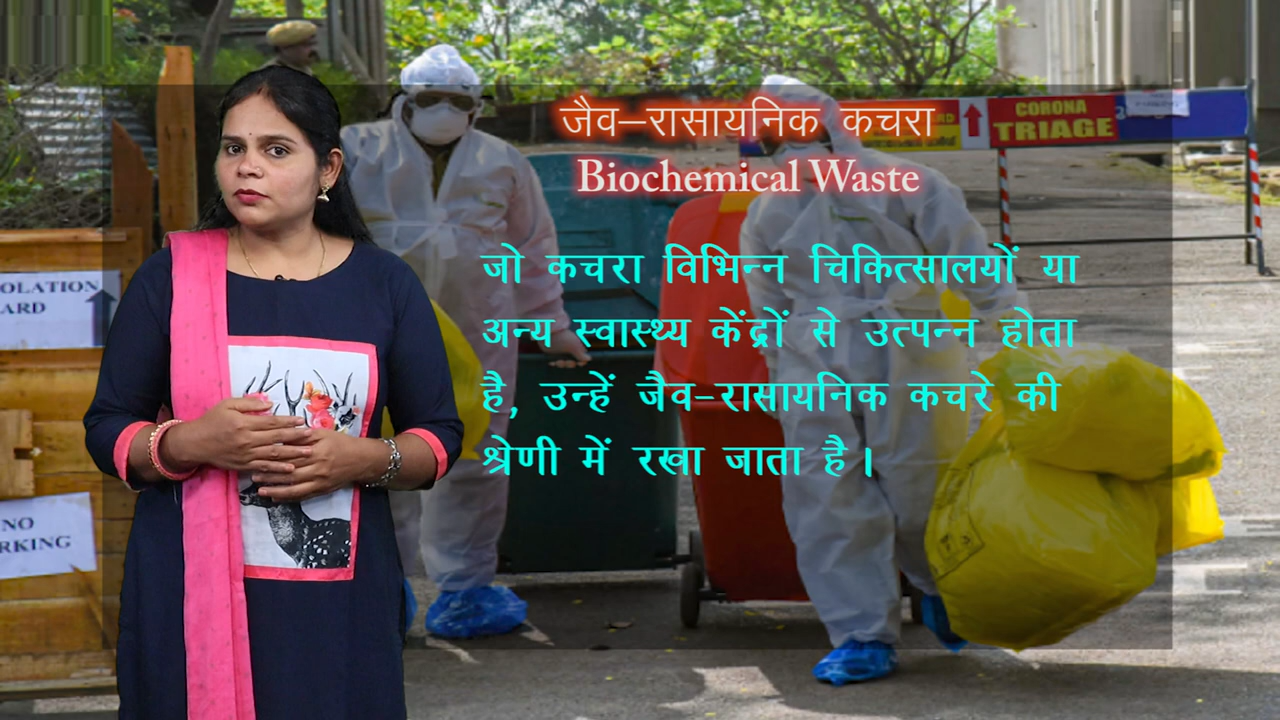 जैव–रासायनिक कचरा
Biochemical Waste
जो कचरा विभिन्न चिकित्सालयों या
अन्य स्वास्थ्य केंद्रों से उत्पन्न होता
है, उन्हें जैव–रासायनिक कचरे की
श्रेणी में रखा जाता है।
CORONA
TRIAGE
OLATION
ARD
NO
RKING